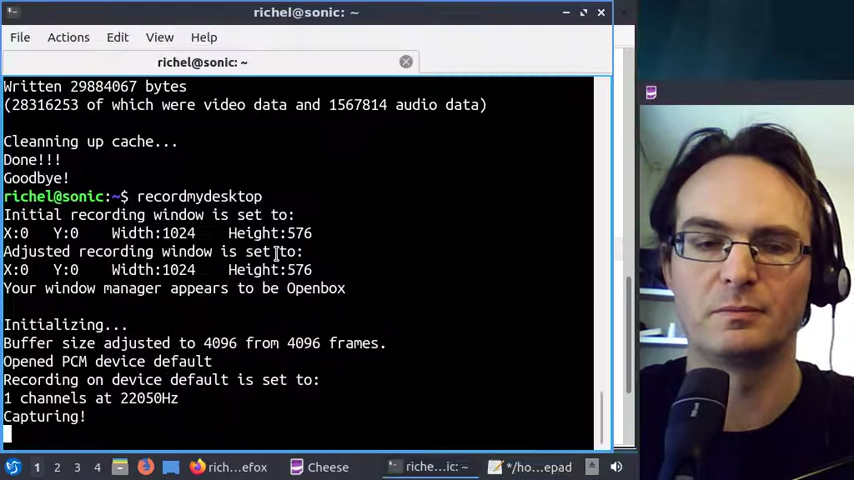 richel@sonic: ~
File Actions Edit View Help
richel@sonic: ~
Written 29884067 bytes
(28316253 of which were video data and 1567814 audio data)
Cleanning up cache...
Done!!!
Goodbye!
richel@sonic:~$ recordmydesktop
Initial recording window is set to:
X:0 Y:0 Width:1024 Height:576
Adjusted recording window is set to:
X:0 Y:0 Width:1024 Height:576
Your window manager appears to be Openbox
Initializing...
Buffer size adjusted to 4096 from 4096 frames.
Opened PCM device default
Recording on device default is set to:
1 channels at 22050Hz
Capturing!
1 2 3 4 rich...efox Cheese riche...ic: ~ */ho...epad